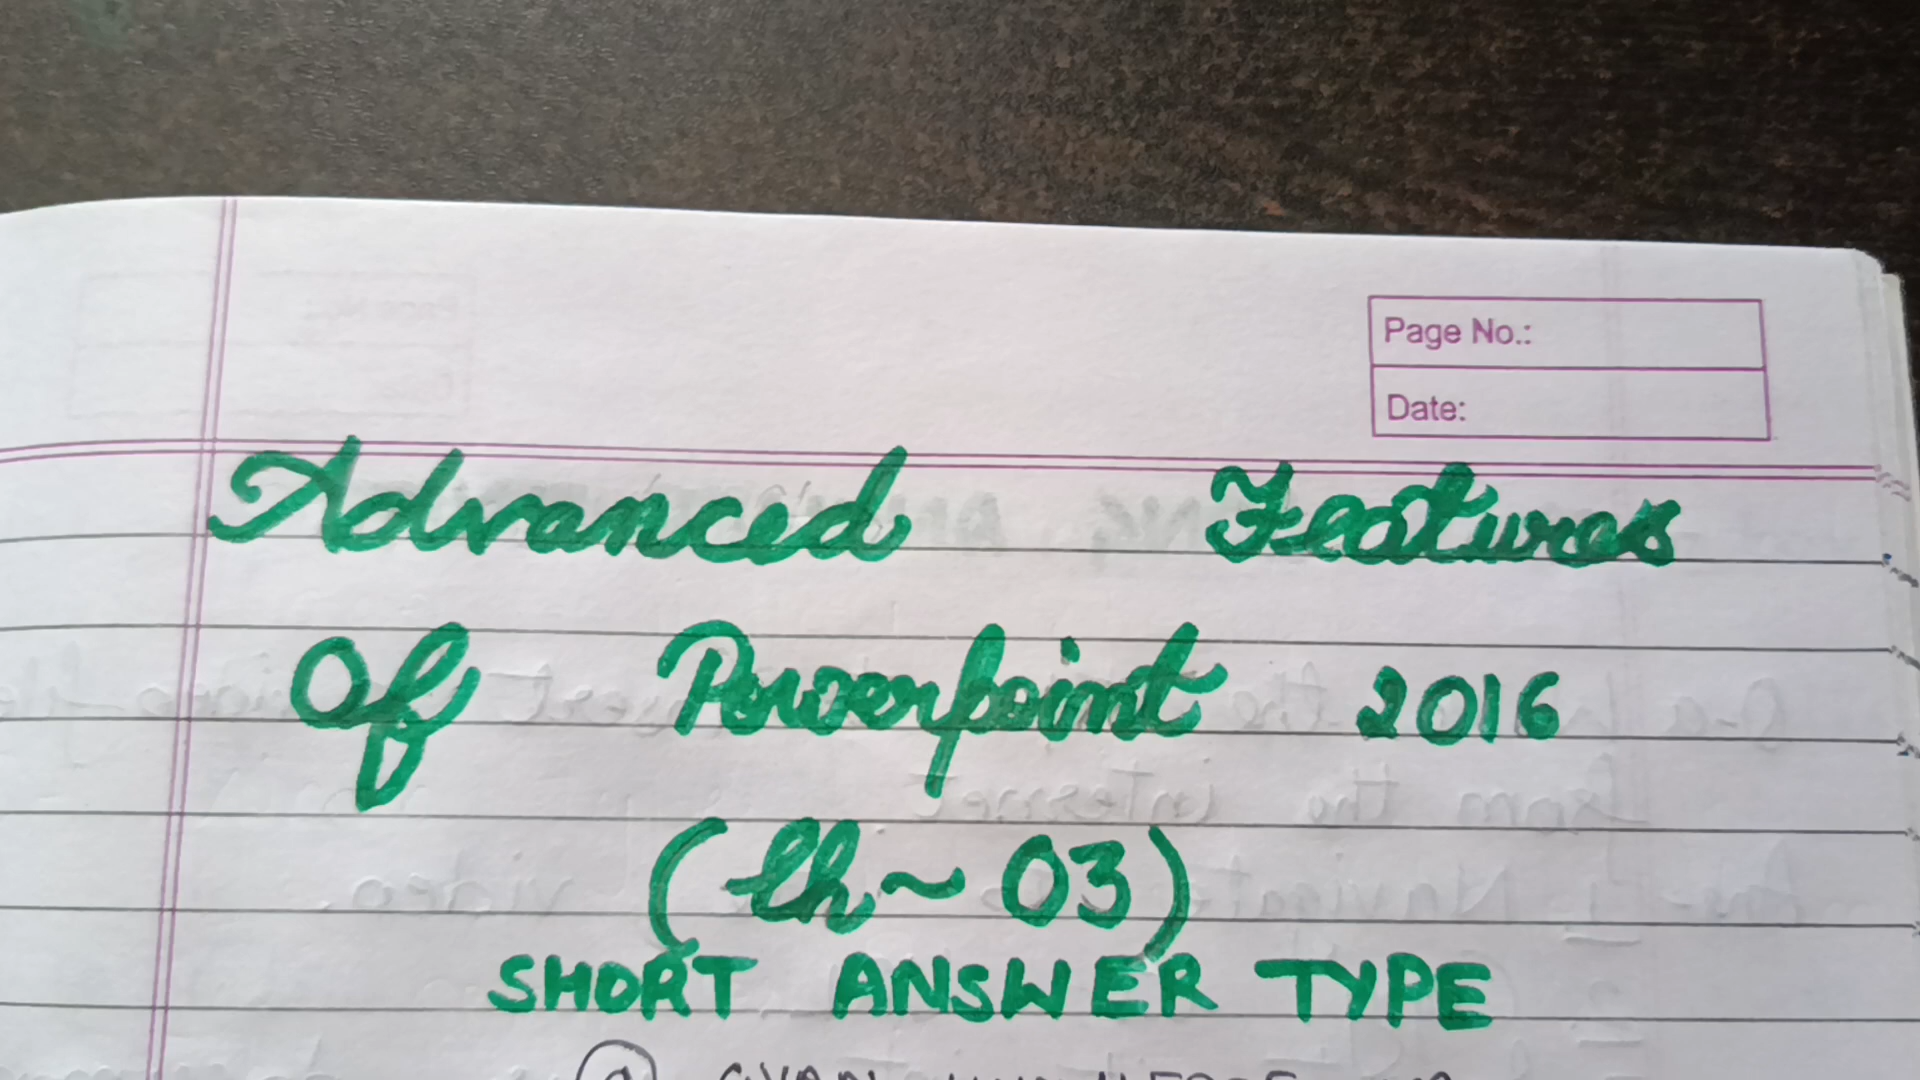 Page No.:
Date:
Advanced Features
Of Powerpoint 2016
(Ch~ 03)
SHORT ANSWER TYPE